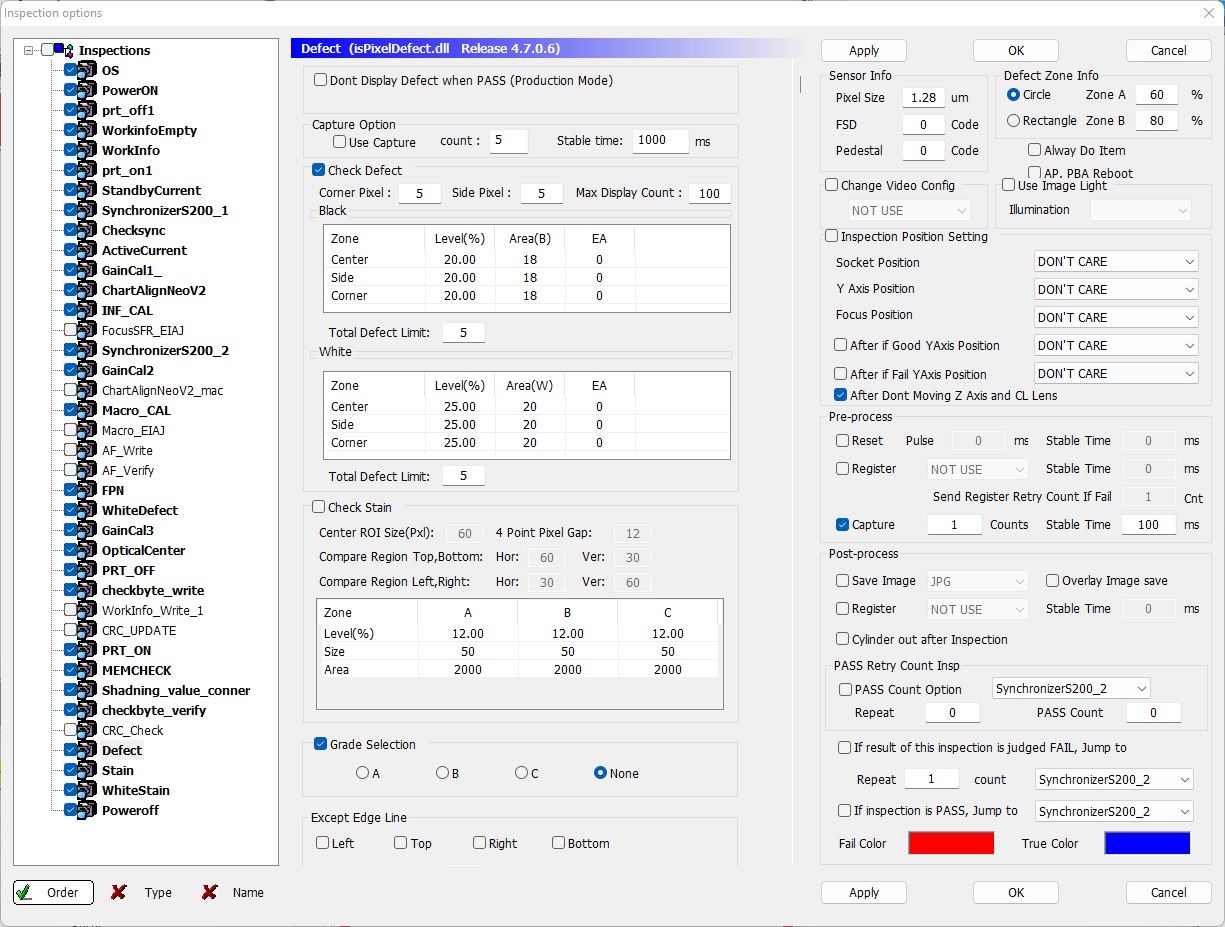 Inspection options
Inspections
OS
PowerON
prt_off1
WorkinfoEmpty
WorkInfo
prt_on1
StandbyCurrent
SynchronizerS200_1
Checksync
ActiveCurrent
GainCal1_
ChartAlignNeoV2
INF_CAL
FocusSFR_EIAJ
SynchronizerS200_2
GainCal2
ChartAlignNeoV2_mac
Macro_CAL
Macro_EIAJ
AF_Write
AF_Verify
FPN
WhiteDefect
GainCal3
OpticalCenter
PRT_OFF
checkbyte_write
WorkInfo_Write_1
CRC_UPDATE
PRT_ON
MEMCHECK
Shadning_value_conner
checkbyte_verify
CRC_Check
Defect
Stain
WhiteStain
Poweroff
Order Type Name
Defect (isPixelDefect.dll Release 4.7.0.6)
Dont Display Defect when PASS (Production Mode)
Capture Option
Use Capture count : 5 Stable time: 1000 ms
Check Defect
Corner Pixel : 5 Side Pixel : 5 Max Display Count : 100
Black
Zone Level(%) Area(B) EA
Center 20.00 18 0
Side 20.00 18 0
Corner 20.00 18 0
Total Defect Limit: 5
White
Zone Level(%) Area(W) EA
Center 25.00 20 0
Side 25.00 20 0
Corner 25.00 20 0
Total Defect Limit: 5
Check Stain
Center ROI Size(Pxl): 60 4 Point Pixel Gap: 12
Compare Region Top,Bottom: Hor: 60 Ver: 30
Compare Region Left,Right: Hor: 30 Ver: 60
Zone A B C
Level(%) 12.00 12.00 12.00
Size 50 50 50
Area 2000 2000 2000
Grade Selection
A B C None
Except Edge Line
Left Top Right Bottom
Apply OK Cancel
Sensor Info
Pixel Size 1.28 um
FSD 0 Code
Pedestal 0 Code
Defect Zone Info
Circle Zone A 60 %
Rectangle Zone B 80 %
Alway Do Item
AP. PBA Reboot
Change Video Config
NOT USE
Use Image Light
Illumination
Inspection Position Setting
Socket Position DON'T CARE
Y Axis Position DON'T CARE
Focus Position DON'T CARE
After if Good YAxis Position DON'T CARE
After if Fail YAxis Position DON'T CARE
After Dont Moving Z Axis and CL Lens
Pre-process
Reset Pulse 0 ms Stable Time 0 ms
Register NOT USE Stable Time 0 ms
Send Register Retry Count If Fail 1 Cnt
Capture 1 Counts Stable Time 100 ms
Post-process
Save Image JPG Overlay Image save
Register NOT USE Stable Time 0 ms
Cylinder out after Inspection
PASS Retry Count Insp
PASS Count Option SynchronizerS200_2
Repeat 0 PASS Count 0
If result of this inspection is judged FAIL, Jump to
Repeat 1 count SynchronizerS200_2
If inspection is PASS, Jump to SynchronizerS200_2
Fail Color True Color
Apply OK Cancel